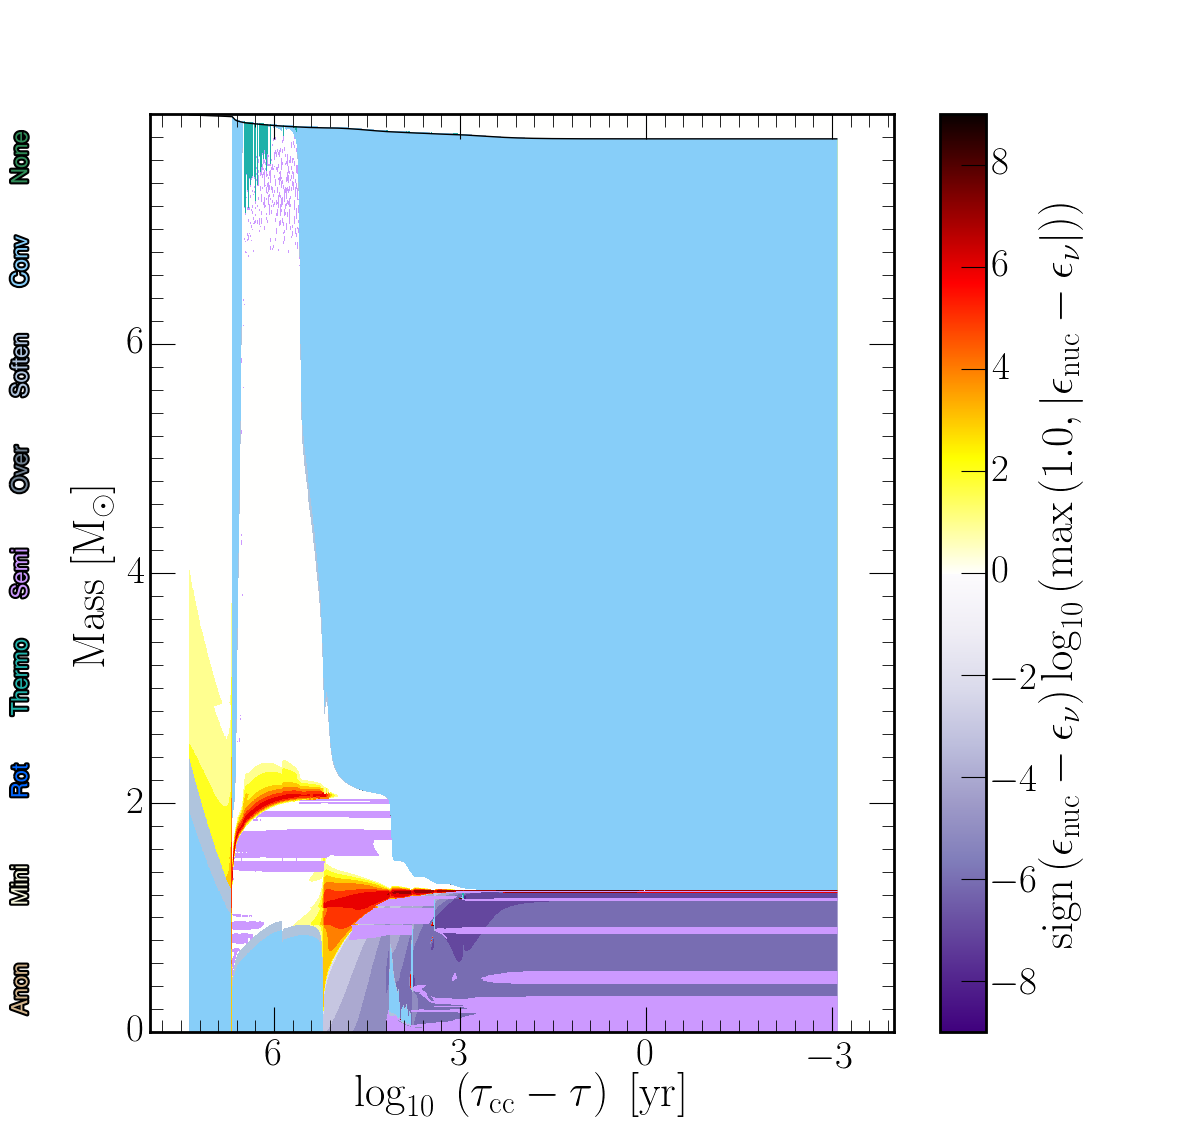 None
Conv
Soften
Over
Semi
Thermo
Rot
Mini
Anon
Mass [M⊙]
6
4
2
0
6
3
0
−3
log₁₀ (τcc − τ) [yr]
8
6
4
2
0
−2
−4
−6
−8
sign (ϵnuc − ϵν) log₁₀ (max (1.0, |ϵnuc − ϵν|))